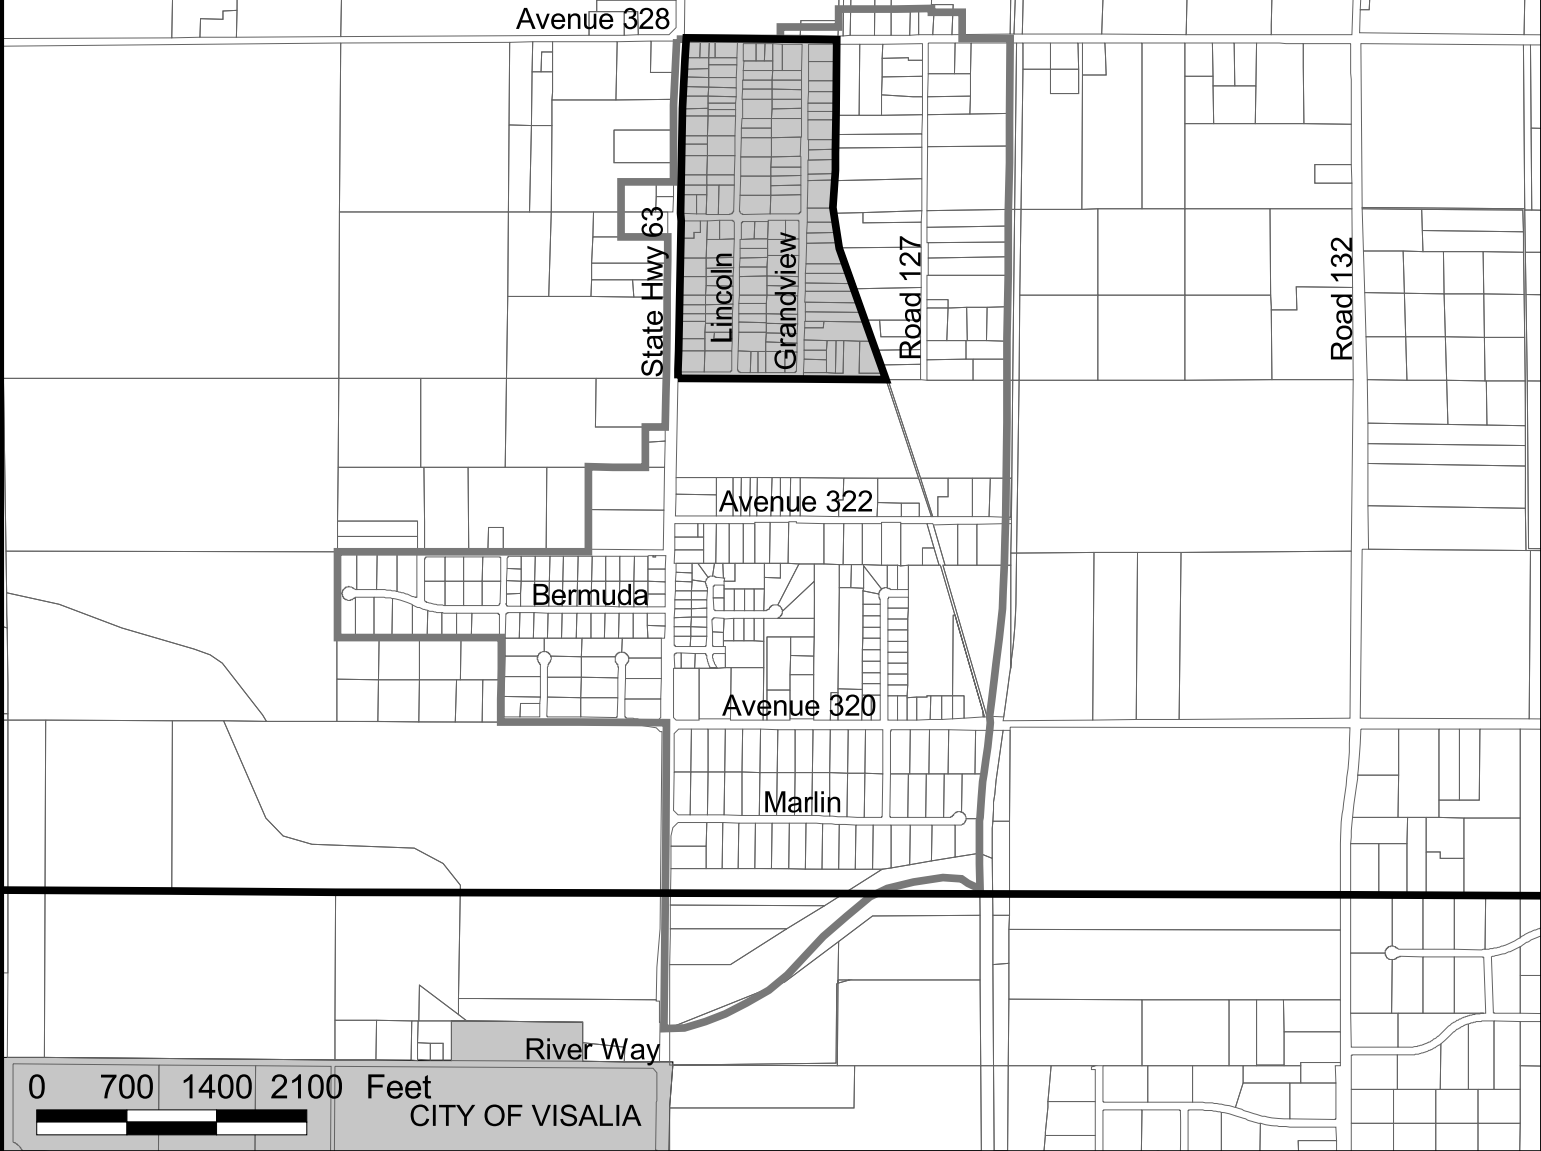 Avenue 328
State Hwy 63
Lincoln
Grandview
Road 127
Road 132
Avenue 322
Bermuda
Avenue 320
Marlin
River Way
0 700 1400 2100 Feet
CITY OF VISALIA